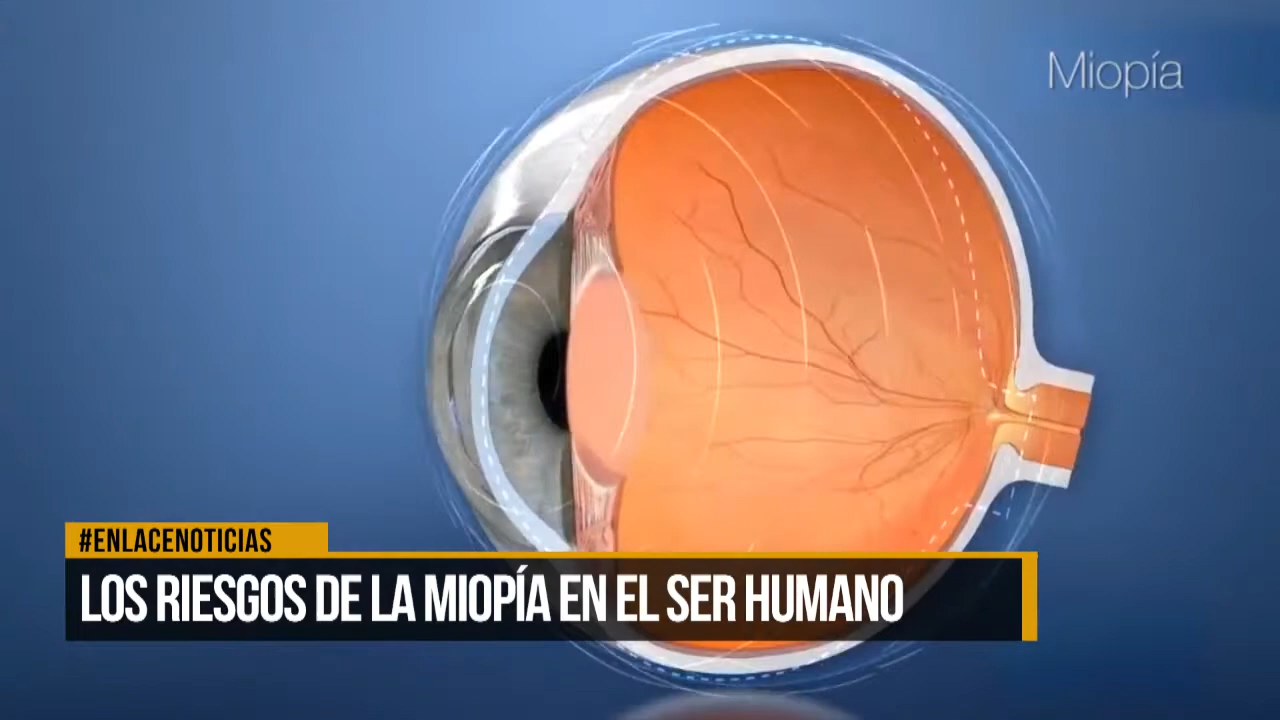 Miopía
#ENLACENOTICIAS
LOS RIESGOS DE LA MIOPÍA EN EL SER HUMANO